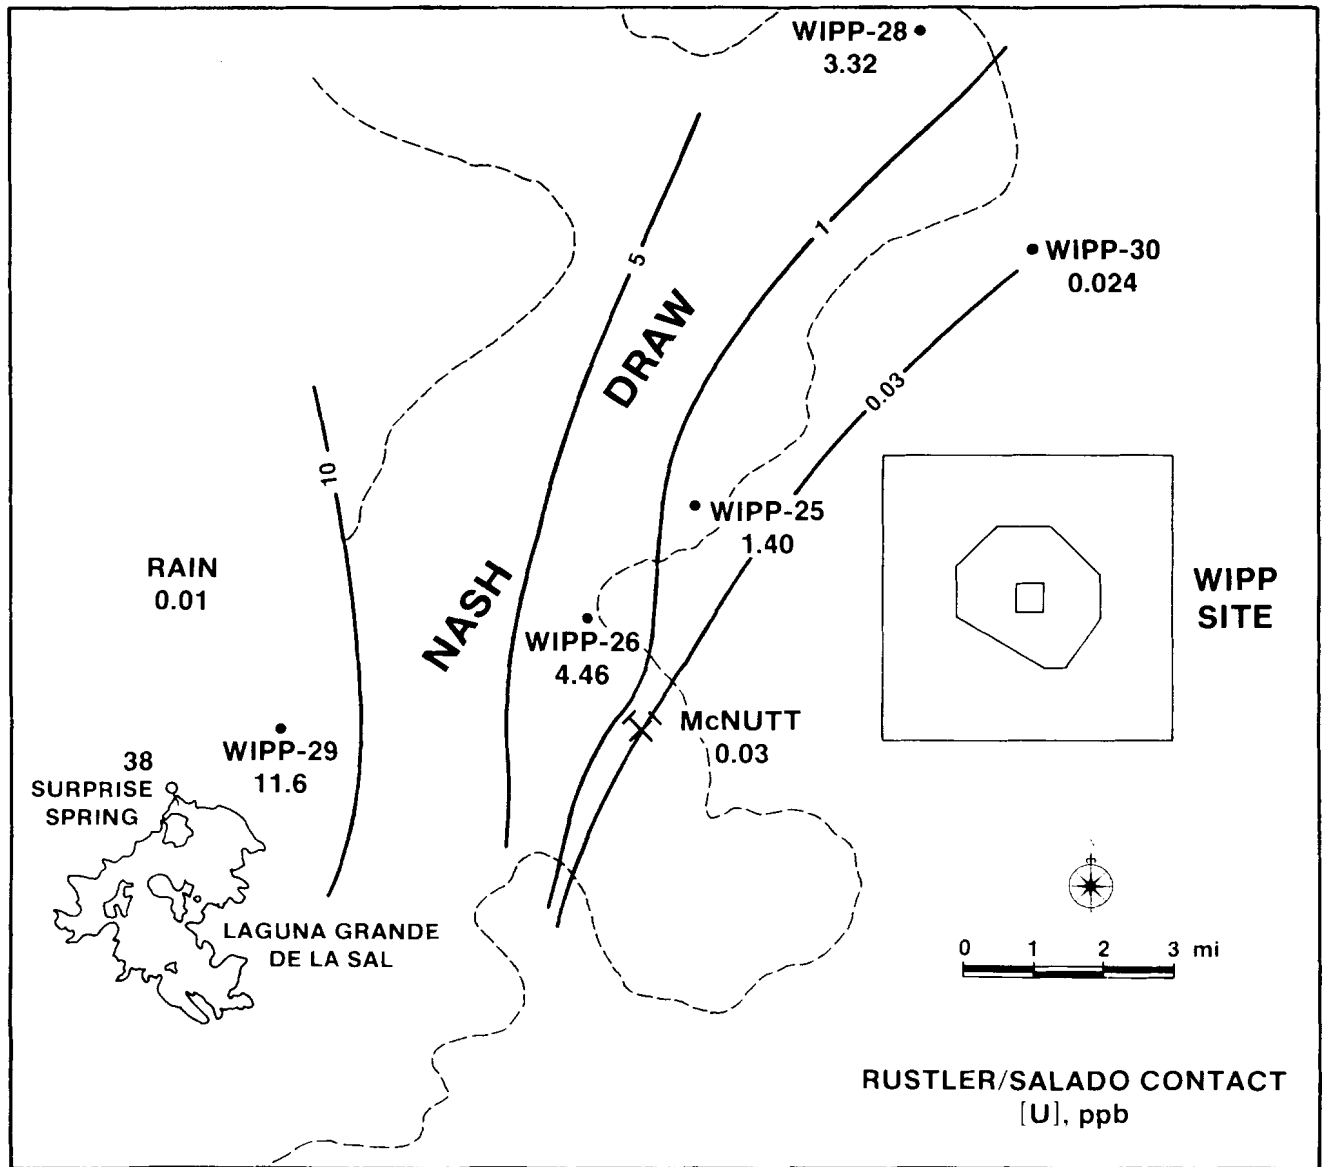 WIPP-28
3.32
1
5
WIPP-30
0.024
DRAW
0.03
10
WIPP-25
1.40
RAIN
0.01
NASH
WIPP
SITE
WIPP-26
4.46
McNUTT
0.03
WIPP-29
11.6
38
SURPRISE
SPRING
LAGUNA GRANDE
DE LA SAL
0 1 2 3 mi
RUSTLER/SALADO CONTACT
[U], ppb